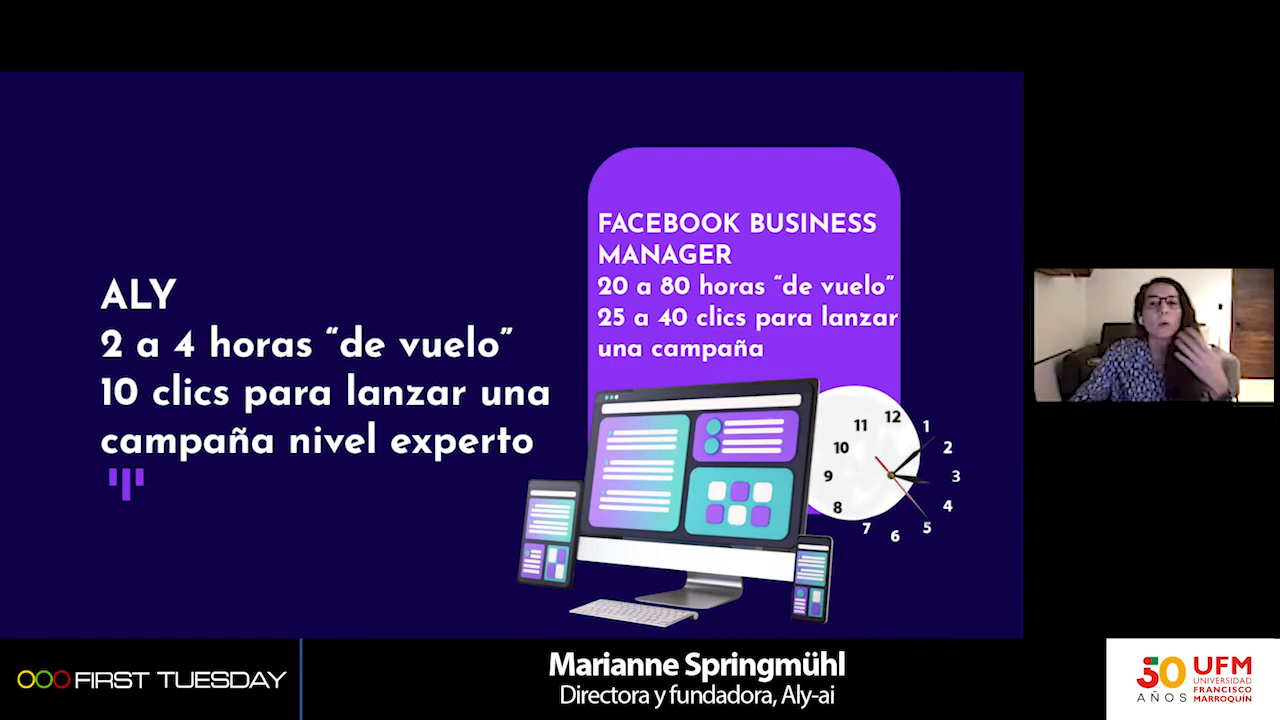 ALY
2 a 4 horas “de vuelo”
10 clics para lanzar una
campaña nivel experto
FACEBOOK BUSINESS
MANAGER
20 a 80 horas “de vuelo”
25 a 40 clics para lanzar
una campaña
12
1
2
3
4
5
6
7
8
9
10
11
FIRST TUESDAY
Marianne Springmühl
Directora y fundadora, Aly-ai
50
AÑOS
UFM
UNIVERSIDAD
FRANCISCO
MARROQUÍN